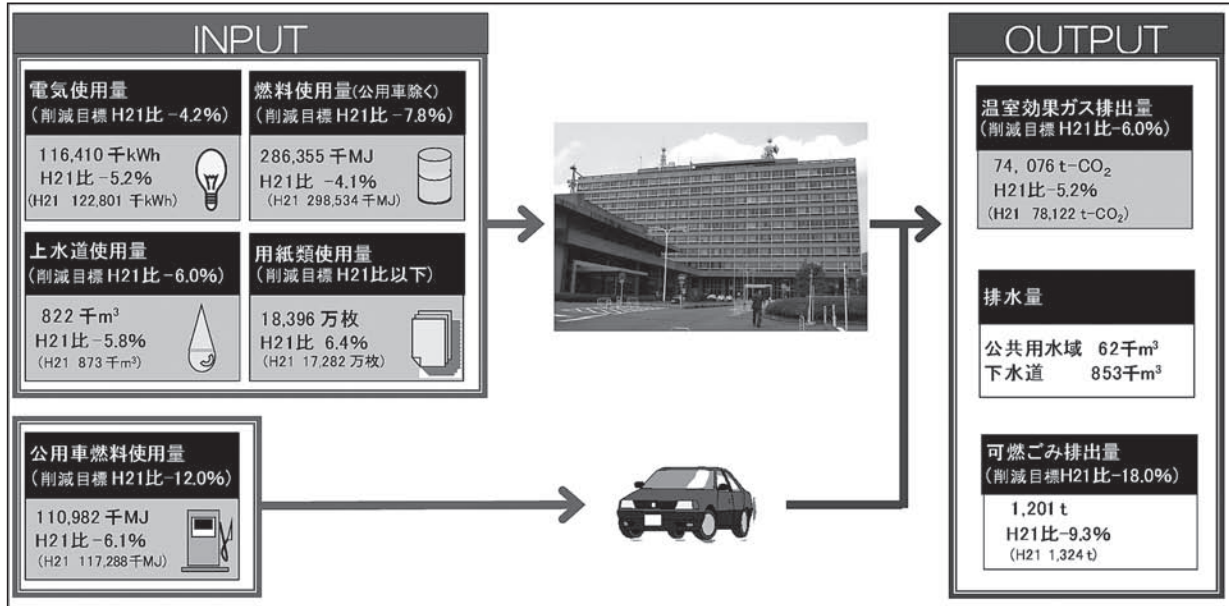 INPUT
電気使用量
(削減目標H21比-4.2%)
116,410 千kWh
H21比-5.2%
(H21 122,801 千kWh)
燃料使用量(公用車除く)
(削減目標H21比-7.8%)
286,355 千MJ
H21比 -4.1%
(H21 298,534 千MJ)
上水道使用量
(削減目標H21比-6.0%)
822 千m³
H21比-5.8%
(H21 873千m³)
用紙類使用量
(削減目標H21比以下)
18,396 万枚
H21比 6.4%
(H21 17,282 万枚)
公用車燃料使用量
(削減目標H21比-12.0%)
110,982 千MJ
H21比-6.1%
(H21 117,288千MJ)
OUTPUT
温室効果ガス排出量
(削減目標H21比-6.0%)
74, 076 t-CO₂
H21比-5.2%
(H21 78,122 t-CO₂)
排水量
公共用水域 62千m³
下水道 853千m³
可燃ごみ排出量
(削減目標H21比-18.0%)
1,201 t
H21比-9.3%
(H21 1,324 t)